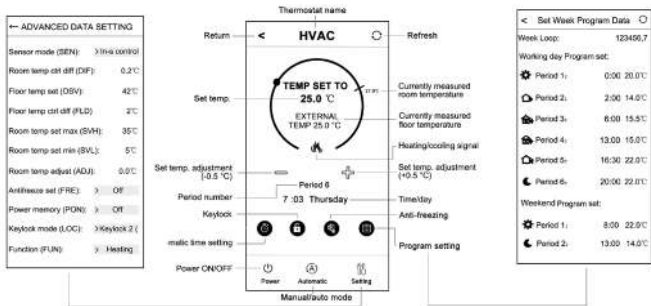 ← ADVANCED DATA SETTING
Sensor mode (SEN): >In-s control
Room temp ctrl diff (DIF): 0.2℃
Floor temp set (OSV): 42℃
Floor temp ctrl diff (FLD) 2℃
Room temp set max (SVH): 35℃
Room temp set min (SVL): 5℃
Room temp adjust (ADJ): 0.0℃
Antifreeze set (FRE): > Off
Power memory (PON): > Off
Keylock mode (LOC): >Keylock 2 (
Function (FUN): > Heating
Thermostat name
Return
< HVAC
Refresh
TEMP SET TO
25.0 ℃
EXTERNAL
TEMP 25.0 °C
Set temp.
Currently measured
room temperature
Currently measured
floor temperature
Heating/cooling signal
Set temp. adjustment
(-0.5 °C)
Set temp. adjustment
(+0.5 °C)
Period 6
Period number
7 :03 Thursday
Time/day
Keylock
Anti-freezing
-matic time setting
Program setting
Power ON/OFF
Power
Automatic
Setting
Manual/auto mode
< Set Week Program Data
Week Loop: 123456,7
Working day Program set:
Period 1: 0:00 20.0℃
Period 2: 2:00 14.0℃
Period 3: 6:00 15.5℃
Period 4: 13:00 15.0℃
Period 5: 16:30 22.0℃
Period 6: 20:00 22.0℃
Weekend Program set:
Period 1: 8:00 22.0℃
Period 2: 13:00 14.0℃